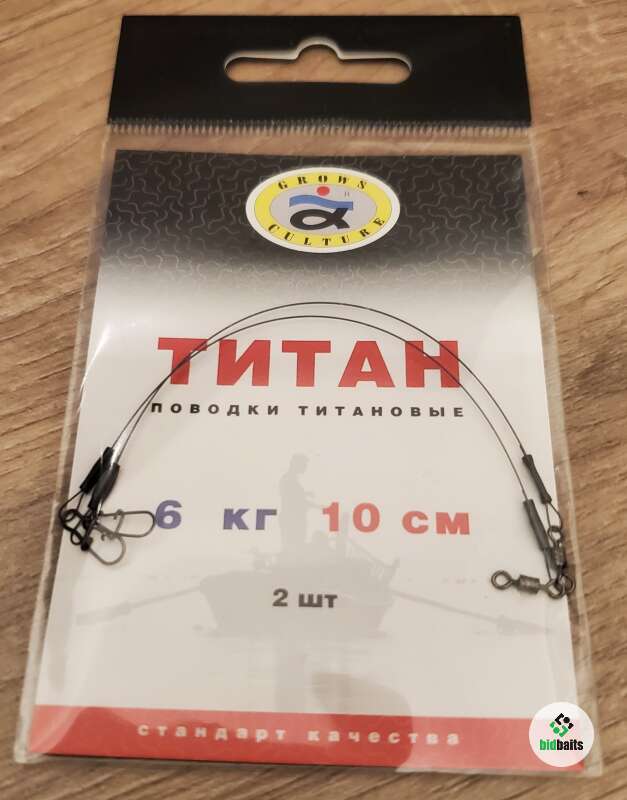 GROWS
R
α
CULTURE
ТИТАН
ПОВОДКИ ТИТАНОВЫЕ
6 кг 10 см
2 шт
стандарт качества
bidbaits